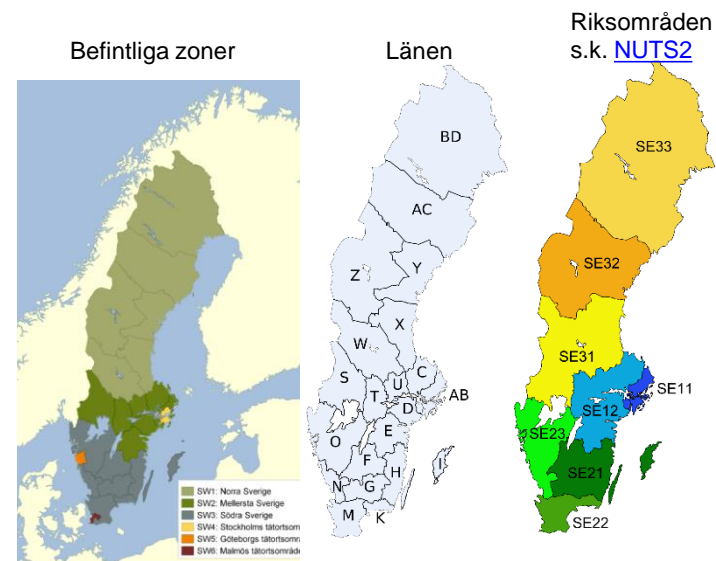 Befintliga zoner
SW1: Norra Sverige
SW2: Mellersta Sverige
SW3: Södra Sverige
SW4: Stockholms tätortsom
SW5: Göteborgs tätortsområ
SW6: Malmös tätortsområde
Länen
BD
AC
Z
Y
X
W
S
T
U
C
AB
D
O
E
F
H
I
N
G
M
K
Riksområden
s.k. NUTS2
SE33
SE32
SE31
SE11
SE12
SE23
SE21
SE22